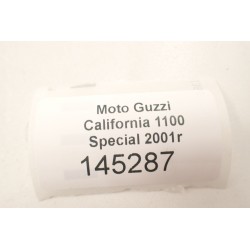 Moto Guzzi
California 1100
Special 2001r
145287